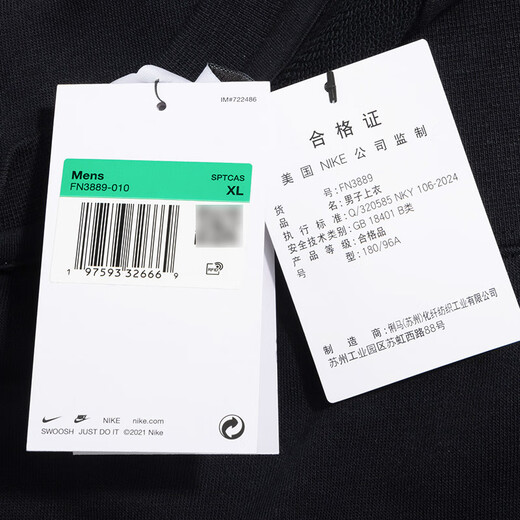 IM#722486
Mens
SPTCAS
FN3889-010
XL
1 97593 32666 9
RFID
NIKE
nike.com
SWOOSH JUST DO IT ©2021 Nike
合格证
美国 NIKE 公司监制
货 号: FN3889
品 名: 男子上衣
执行标准: Q/320585 NKY 106-2024
安全技术类别: GB 18401 B类
产品等级: 合格品
型: 180/96A
制造商: 俐马(苏州)化纤纺织工业有限公司
苏州工业园区苏虹西路88号